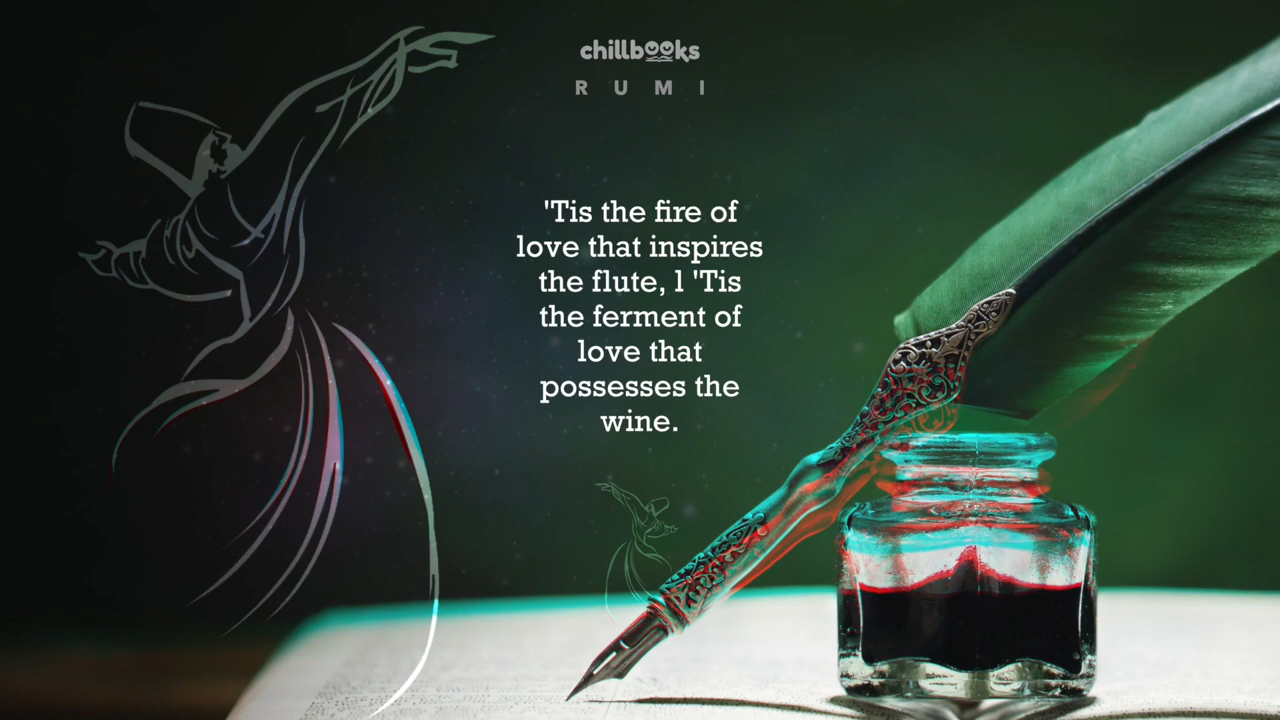 chillbooks
RUMI
'Tis the fire of
love that inspires
the flute, l 'Tis
the ferment of
love that
possesses the
wine.